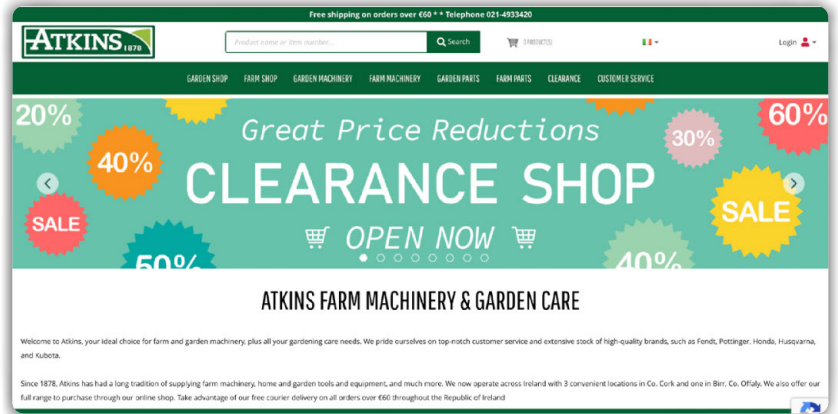 Free shipping on orders over €60 * * Telephone 021-4933420
ATKINS 1878
Product name or item number...
Search
0 PRODUCT(S)
Login
GARDEN SHOP FARM SHOP GARDEN MACHINERY FARM MACHINERY GARDEN PARTS FARM PARTS CLEARANCE CUSTOMER SERVICE
20%
40%
SALE
50%
Great Price Reductions
CLEARANCE SHOP
OPEN NOW
30%
60%
SALE
40%
ATKINS FARM MACHINERY & GARDEN CARE
Welcome to Atkins, your ideal choice for farm and garden machinery, plus all your gardening care needs. We pride ourselves on top-notch customer service and extensive stock of high-quality brands, such as Fendt, Pottinger, Honda, Husqvarna,
and Kubota.
Since 1878, Atkins has had a long tradition of supplying farm machinery, home and garden tools and equipment, and much more. We now operate across Ireland with 3 convenient locations in Co. Cork and one in Birr, Co. Offaly. We also offer our
full range to purchase through our online shop. Take advantage of our free courier delivery on all orders over €60 throughout the Republic of Ireland